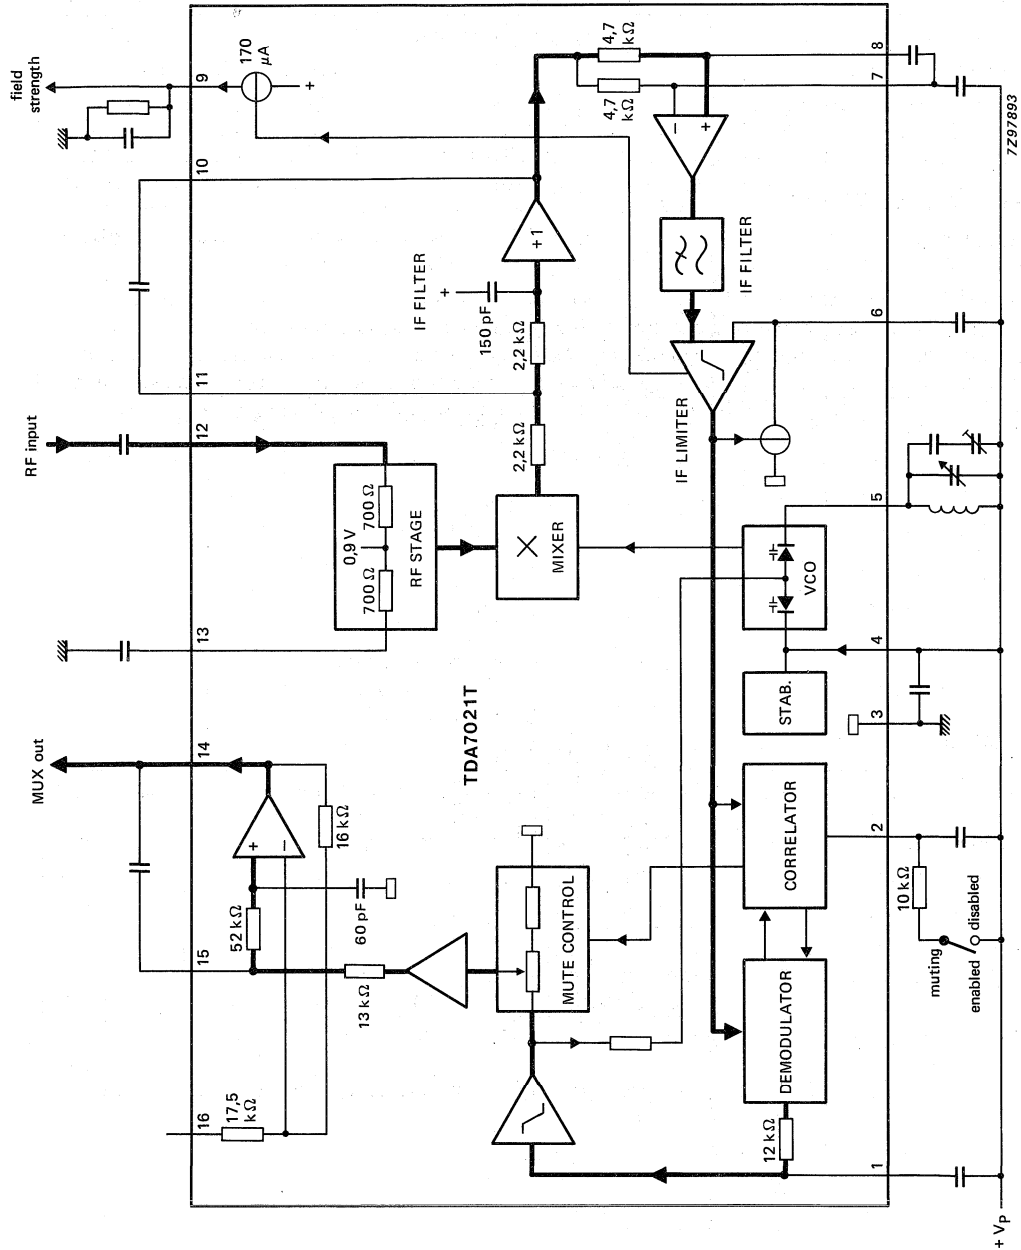 field
strength
9
170
μA
+
4,7
kΩ
4,7
kΩ
8
7
−
+
7Z97893
10
+1
IF FILTER
+
150 pF
2,2 kΩ
IF FILTER
6
11
RF input
12
2,2 kΩ
IF LIMITER
700 Ω
0,9 V
700 Ω
RF STAGE
MIXER
5
VCO
13
4
STAB.
3
TDA7021T
MUX out
14
+
−
16 kΩ
52 kΩ
60 pF
15
13 kΩ
MUTE CONTROL
CORRELATOR
2
10 kΩ
muting
disabled
enabled
DEMODULATOR
16
17,5
kΩ
12 kΩ
1
+ VP